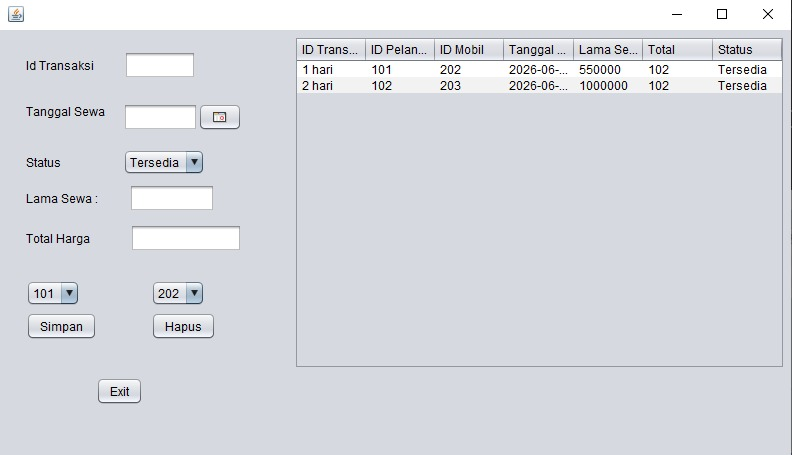 Id Transaksi
Tanggal Sewa
Status
Tersedia
Lama Sewa :
Total Harga
101
202
Simpan
Hapus
Exit
ID Trans... ID Pelan... ID Mobil Tanggal ... Lama Se... Total Status
1 hari 101 202 2026-06-... 550000 102 Tersedia
2 hari 102 203 2026-06-... 1000000 102 Tersedia